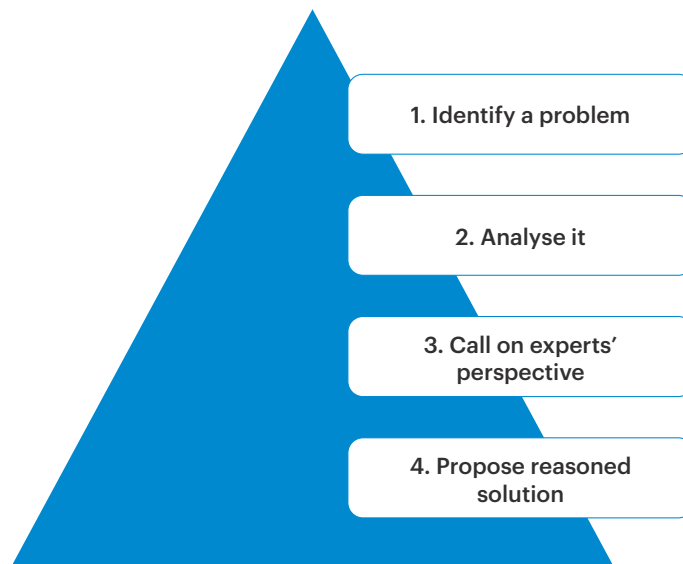 1. Identify a problem
2. Analyse it
3. Call on experts’
perspective
4. Propose reasoned
solution